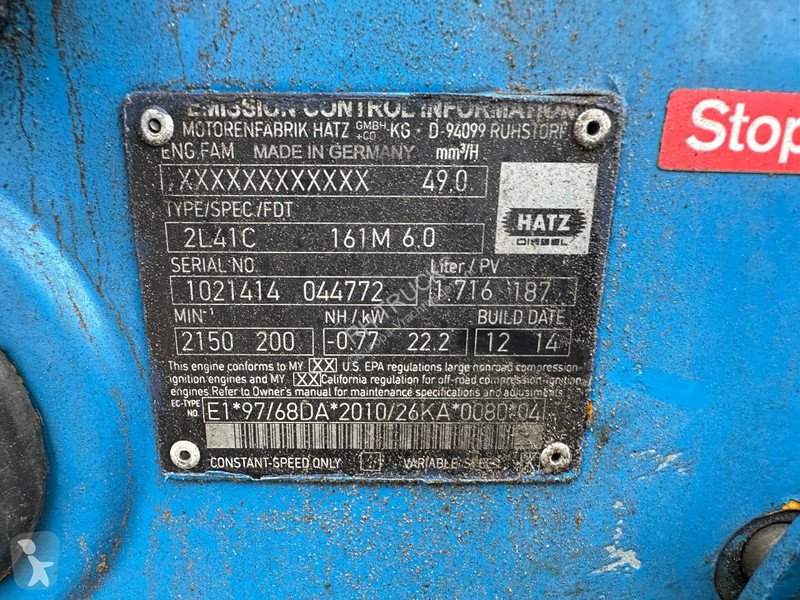 EMISSION CONTROL INFORMATION
MOTORENFABRIK HATZ GMBH +CO KG · D-94099 RUHSTORF
ENG.FAM MADE IN GERMANY mm³/H
.XXXXXXXXXXXX 49.0
TYPE/SPEC./FDT
2L41C 161M 6.0
HATZ
DIESEL
SERIAL NO. Liter/PV
1021414 044772 1.716 187
MIN⁻¹ NH/kW BUILD DATE
2150 200 -0.77 22.2 12 14
This engine conforms to MY XX U.S. EPA regulations large nonroad compression-
ignition engines and MY XX California regulation for off-road compression-ignition
engines. Refer to Owner's manual for maintenance specifications and adjustments
EC-TYPE NO. E1*97/68DA*2010/26KA*0080*04
CONSTANT-SPEED ONLY VARIABLE SPEED X
Stop